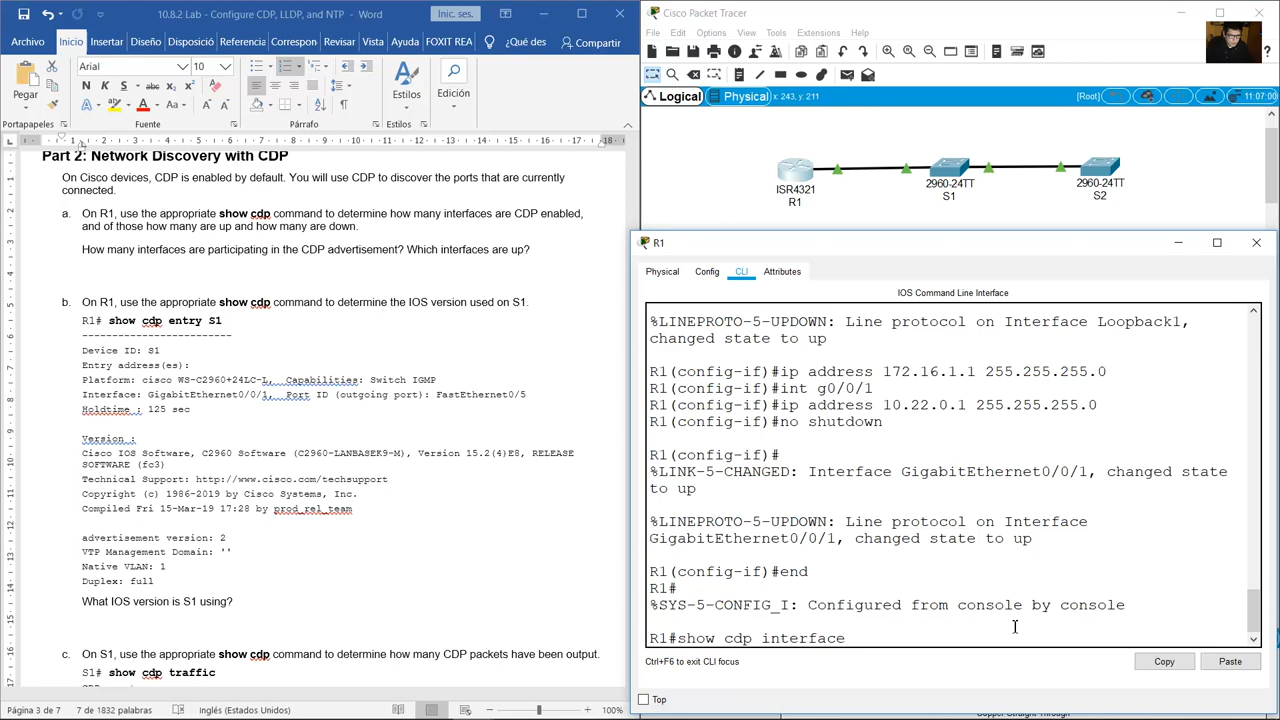 10.8.2 Lab - Configure CDP, LLDP, and NTP - Word
Inic. ses.
Archivo Inicio Insertar Diseño Disposició Referencia Correspon Revisar Vista Ayuda FOXIT REA ¿Qué des Compartir
Arial 10
Pegar
Estilos
Edición
Portapapeles
Fuente
Párrafo
Estilos
Part 2: Network Discovery with CDP
On Cisco devices, CDP is enabled by default. You will use CDP to discover the ports that are currently
connected.
a. On R1, use the appropriate show cdp command to determine how many interfaces are CDP enabled,
and of those how many are up and how many are down.
How many interfaces are participating in the CDP advertisement? Which interfaces are up?
b. On R1, use the appropriate show cdp command to determine the IOS version used on S1.
R1# show cdp entry S1
-------------------------
Device ID: S1
Entry address(es):
Platform: cisco WS-C2960+24LC-L, Capabilities: Switch IGMP
Interface: GigabitEthernet0/0/1, Port ID (outgoing port): FastEthernet0/5
Holdtime : 125 sec
Version :
Cisco IOS Software, C2960 Software (C2960-LANBASEK9-M), Version 15.2(4)E8, RELEASE
SOFTWARE (fc3)
Technical Support: http://www.cisco.com/techsupport
Copyright (c) 1986-2019 by Cisco Systems, Inc.
Compiled Fri 15-Mar-19 17:28 by prod_rel_team
advertisement version: 2
VTP Management Domain: ''
Native VLAN: 1
Duplex: full
What IOS version is S1 using?
c. On S1, use the appropriate show cdp command to determine how many CDP packets have been output.
S1# show cdp traffic
Página 3 de 7 7 de 1832 palabras Inglés (Estados Unidos) 100%
Cisco Packet Tracer
File Edit Options View Tools Extensions Help
Logical Physical x: 243, y: 211 [Root] 11:07:00
ISR4321
R1
2960-24TT
S1
2960-24TT
S2
R1
Physical Config CLI Attributes
IOS Command Line Interface
%LINEPROTO-5-UPDOWN: Line protocol on Interface Loopback1,
changed state to up
R1(config-if)#ip address 172.16.1.1 255.255.255.0
R1(config-if)#int g0/0/1
R1(config-if)#ip address 10.22.0.1 255.255.255.0
R1(config-if)#no shutdown
R1(config-if)#
%LINK-5-CHANGED: Interface GigabitEthernet0/0/1, changed state
to up
%LINEPROTO-5-UPDOWN: Line protocol on Interface
GigabitEthernet0/0/1, changed state to up
R1(config-if)#end
R1#
%SYS-5-CONFIG_I: Configured from console by console
R1#show cdp interface
Ctrl+F6 to exit CLI focus
Copy Paste
Top
Copper Straight-Through